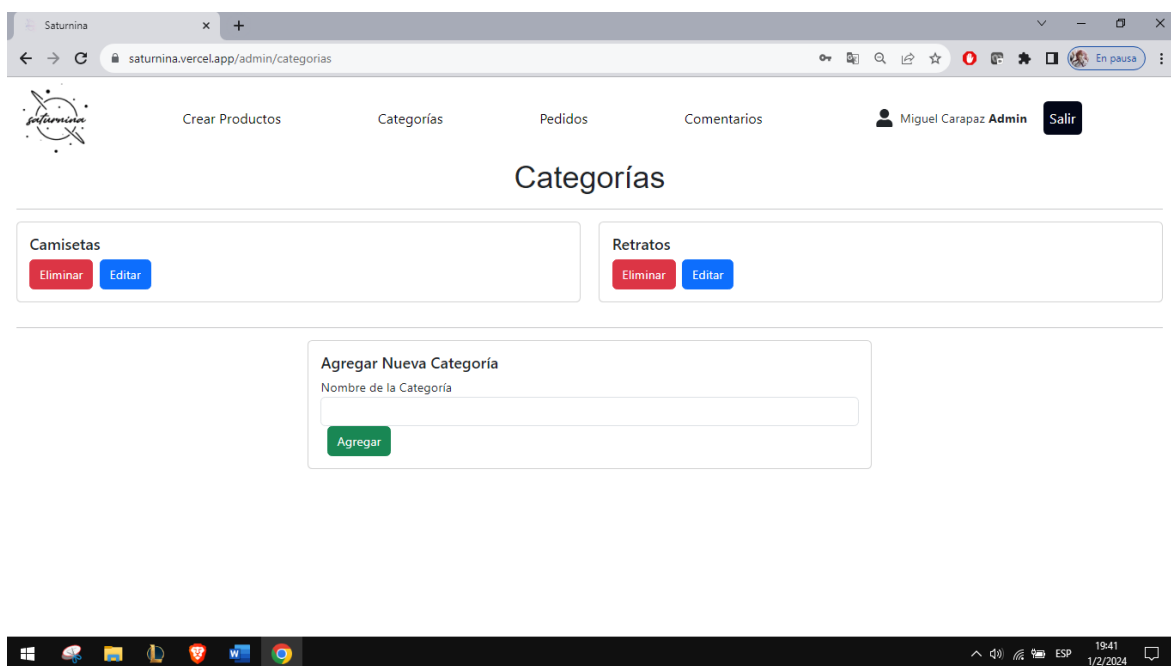 Saturnina
saturnina.vercel.app/admin/categorias
En pausa
saturnina
Crear Productos
Categorías
Pedidos
Comentarios
Miguel Carapaz Admin
Salir
Categorías
Camisetas
Eliminar Editar
Retratos
Eliminar Editar
Agregar Nueva Categoría
Nombre de la Categoría
Agregar
ESP
19:41
1/2/2024